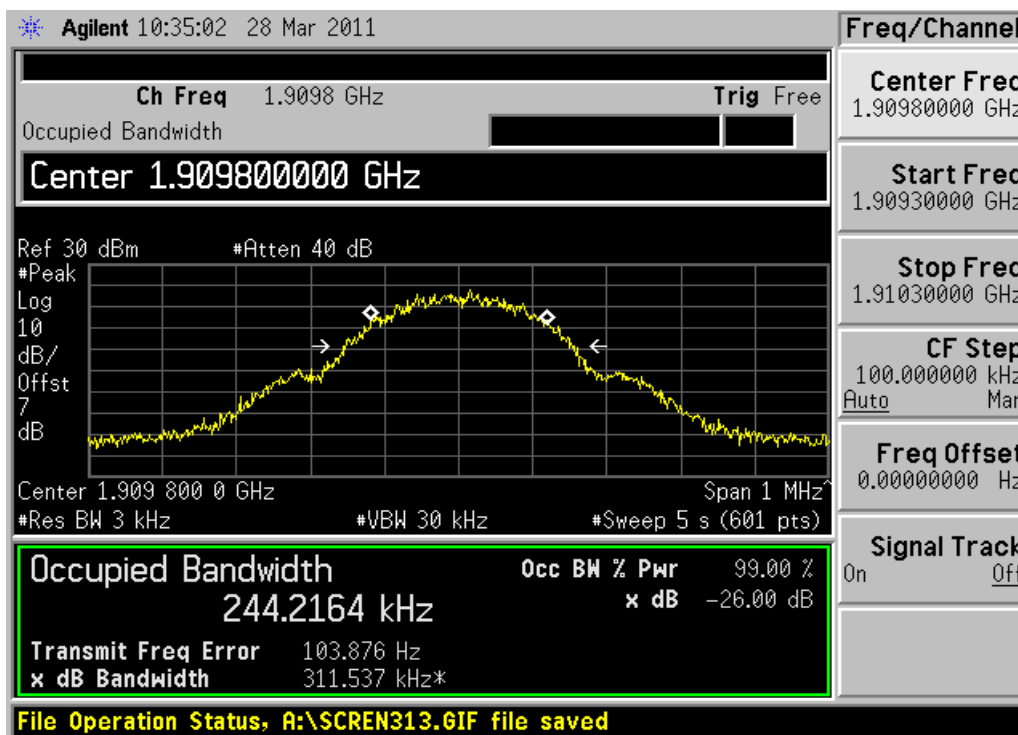 Agilent 10:35:02 28 Mar 2011
Freq/Channel
Ch Freq 1.9098 GHz Trig Free
Occupied Bandwidth
Center 1.909800000 GHz
Ref 30 dBm #Atten 40 dB
#Peak
Log
10
dB/
Offst
7
dB
Center 1.909 800 0 GHz Span 1 MHz^
#Res BW 3 kHz #VBW 30 kHz #Sweep 5 s (601 pts)
Occupied Bandwidth Occ BW % Pwr 99.00 %
244.2164 kHz x dB -26.00 dB
Transmit Freq Error 103.876 Hz
x dB Bandwidth 311.537 kHz*
Center Freq
1.90980000 GHz
Start Freq
1.90930000 GHz
Stop Freq
1.91030000 GHz
CF Step
100.000000 kHz
Auto Man
Freq Offset
0.00000000 Hz
Signal Track
On Off
File Operation Status, A:\SCREN313.GIF file saved